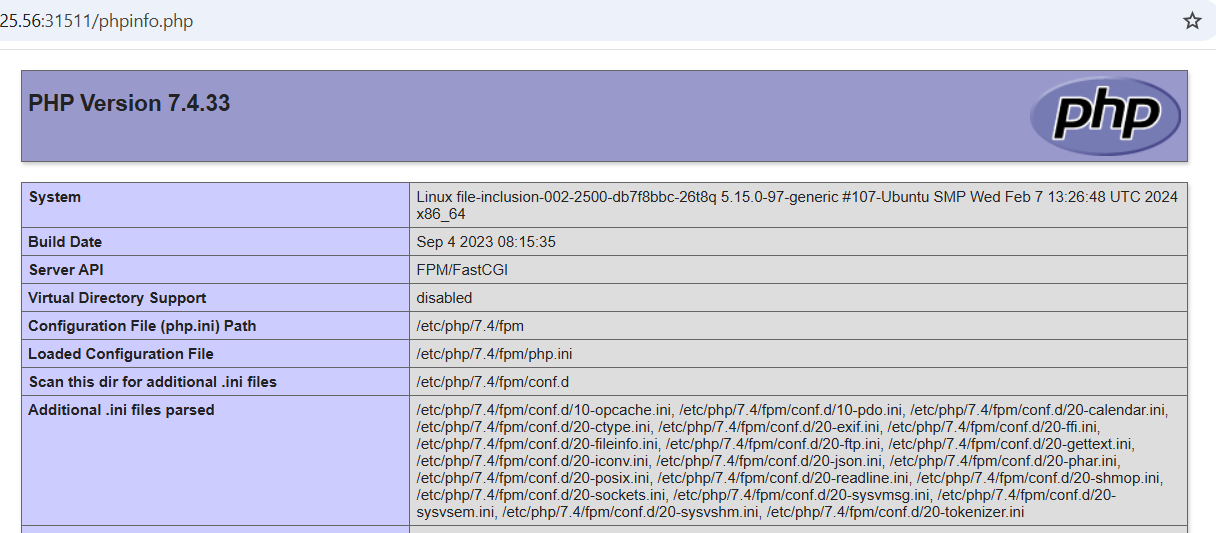 25.56:31511/phpinfo.php
PHP Version 7.4.33
php
System
Linux file-inclusion-002-2500-db7f8bbc-26t8q 5.15.0-97-generic #107-Ubuntu SMP Wed Feb 7 13:26:48 UTC 2024
x86_64
Build Date
Sep 4 2023 08:15:35
Server API
FPM/FastCGI
Virtual Directory Support
disabled
Configuration File (php.ini) Path
/etc/php/7.4/fpm
Loaded Configuration File
/etc/php/7.4/fpm/php.ini
Scan this dir for additional .ini files
/etc/php/7.4/fpm/conf.d
Additional .ini files parsed
/etc/php/7.4/fpm/conf.d/10-opcache.ini, /etc/php/7.4/fpm/conf.d/10-pdo.ini, /etc/php/7.4/fpm/conf.d/20-calendar.ini,
/etc/php/7.4/fpm/conf.d/20-ctype.ini, /etc/php/7.4/fpm/conf.d/20-exif.ini, /etc/php/7.4/fpm/conf.d/20-ffi.ini,
/etc/php/7.4/fpm/conf.d/20-fileinfo.ini, /etc/php/7.4/fpm/conf.d/20-ftp.ini, /etc/php/7.4/fpm/conf.d/20-gettext.ini,
/etc/php/7.4/fpm/conf.d/20-iconv.ini, /etc/php/7.4/fpm/conf.d/20-json.ini, /etc/php/7.4/fpm/conf.d/20-phar.ini,
/etc/php/7.4/fpm/conf.d/20-posix.ini, /etc/php/7.4/fpm/conf.d/20-readline.ini, /etc/php/7.4/fpm/conf.d/20-shmop.ini,
/etc/php/7.4/fpm/conf.d/20-sockets.ini, /etc/php/7.4/fpm/conf.d/20-sysvmsg.ini, /etc/php/7.4/fpm/conf.d/20-
sysvsem.ini, /etc/php/7.4/fpm/conf.d/20-sysvshm.ini, /etc/php/7.4/fpm/conf.d/20-tokenizer.ini